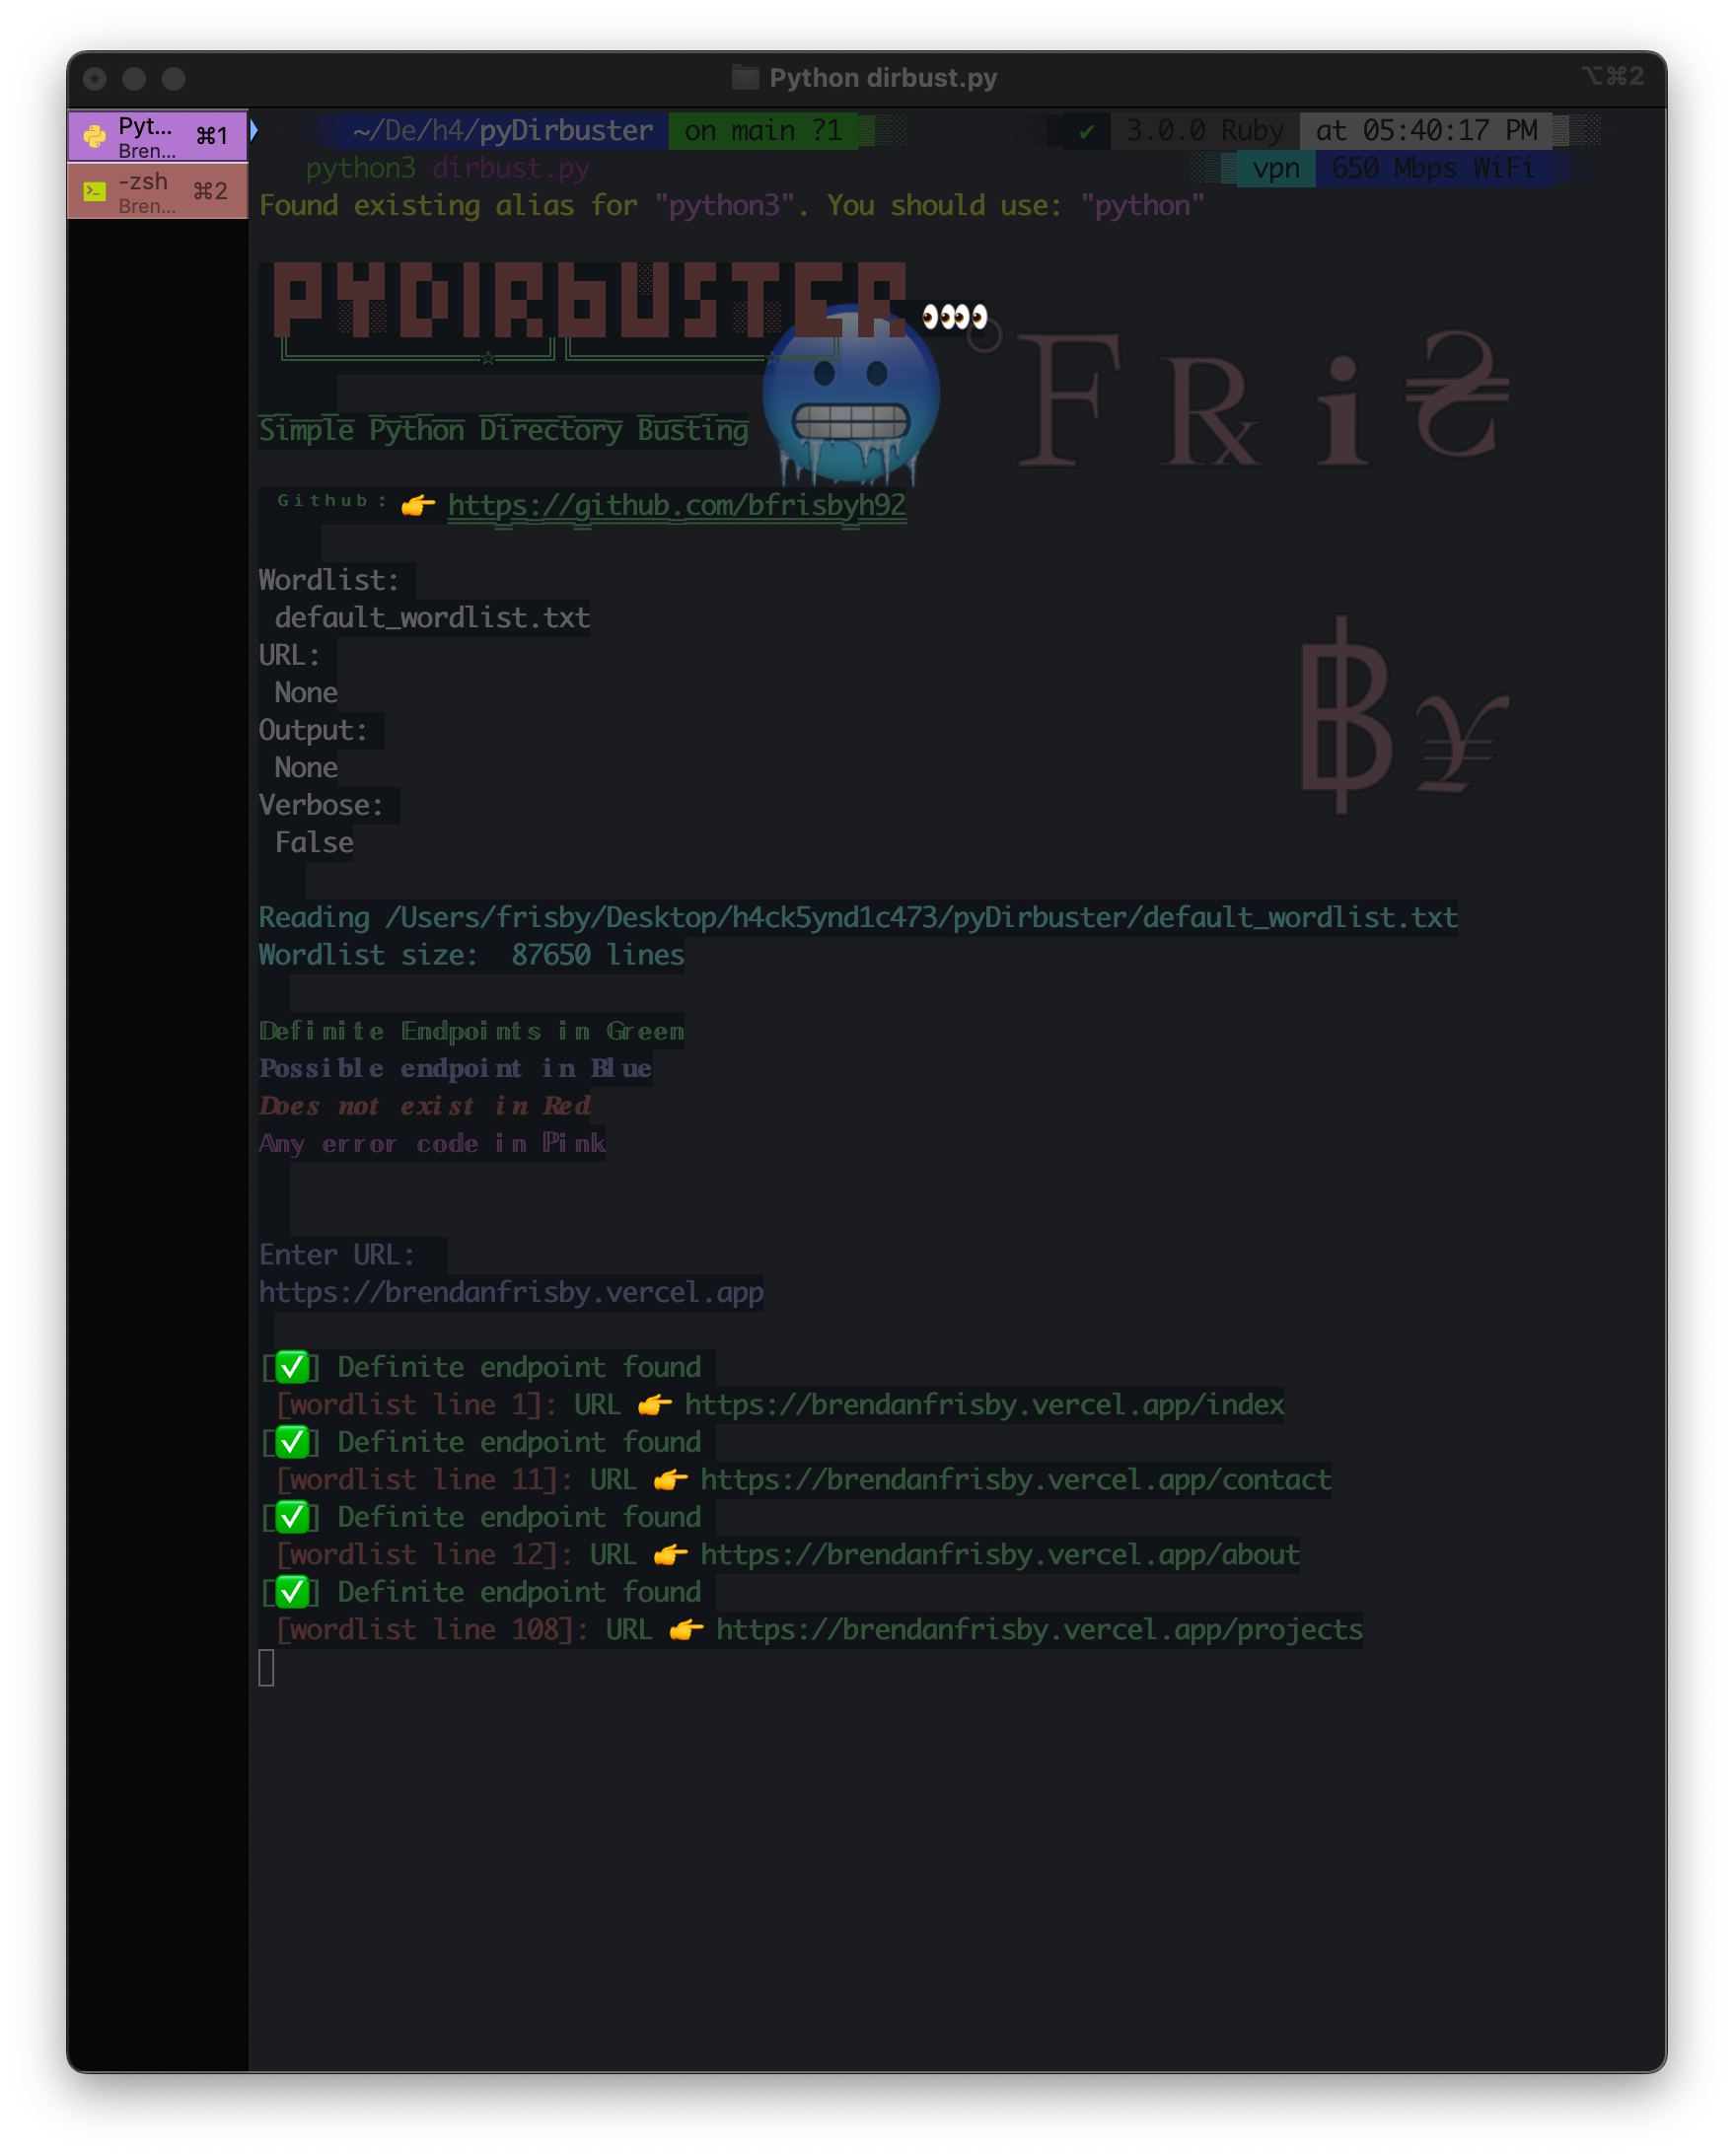 Python dirbust.py ⌥⌘2
Pyt... ⌘1
Bren...
-zsh ⌘2
Bren...
~/De/h4/pyDirbuster on main ?1 ✔ 3.0.0 Ruby at 05:40:17 PM
python3 dirbust.py vpn 650 Mbps WiFi
Found existing alias for "python3". You should use: "python"
PYDIRbUSTER 👀👀
°FRi₴
Simple Python Directory Busting
Github: 👉 https://github.com/bfrisbyh92
฿¥
Wordlist:
default_wordlist.txt
URL:
None
Output:
None
Verbose:
False
Reading /Users/frisby/Desktop/h4ck5ynd1c473/pyDirbuster/default_wordlist.txt
Wordlist size:  87650 lines
𝔻efinite Endpoints in Green
Possible endpoint in Blue
Does not exist in Red
Any error code in Pink
Enter URL:
https://brendanfrisby.vercel.app
[✅] Definite endpoint found
[wordlist line 1]: URL 👉 https://brendanfrisby.vercel.app/index
[✅] Definite endpoint found
[wordlist line 11]: URL 👉 https://brendanfrisby.vercel.app/contact
[✅] Definite endpoint found
[wordlist line 12]: URL 👉 https://brendanfrisby.vercel.app/about
[✅] Definite endpoint found
[wordlist line 108]: URL 👉 https://brendanfrisby.vercel.app/projects